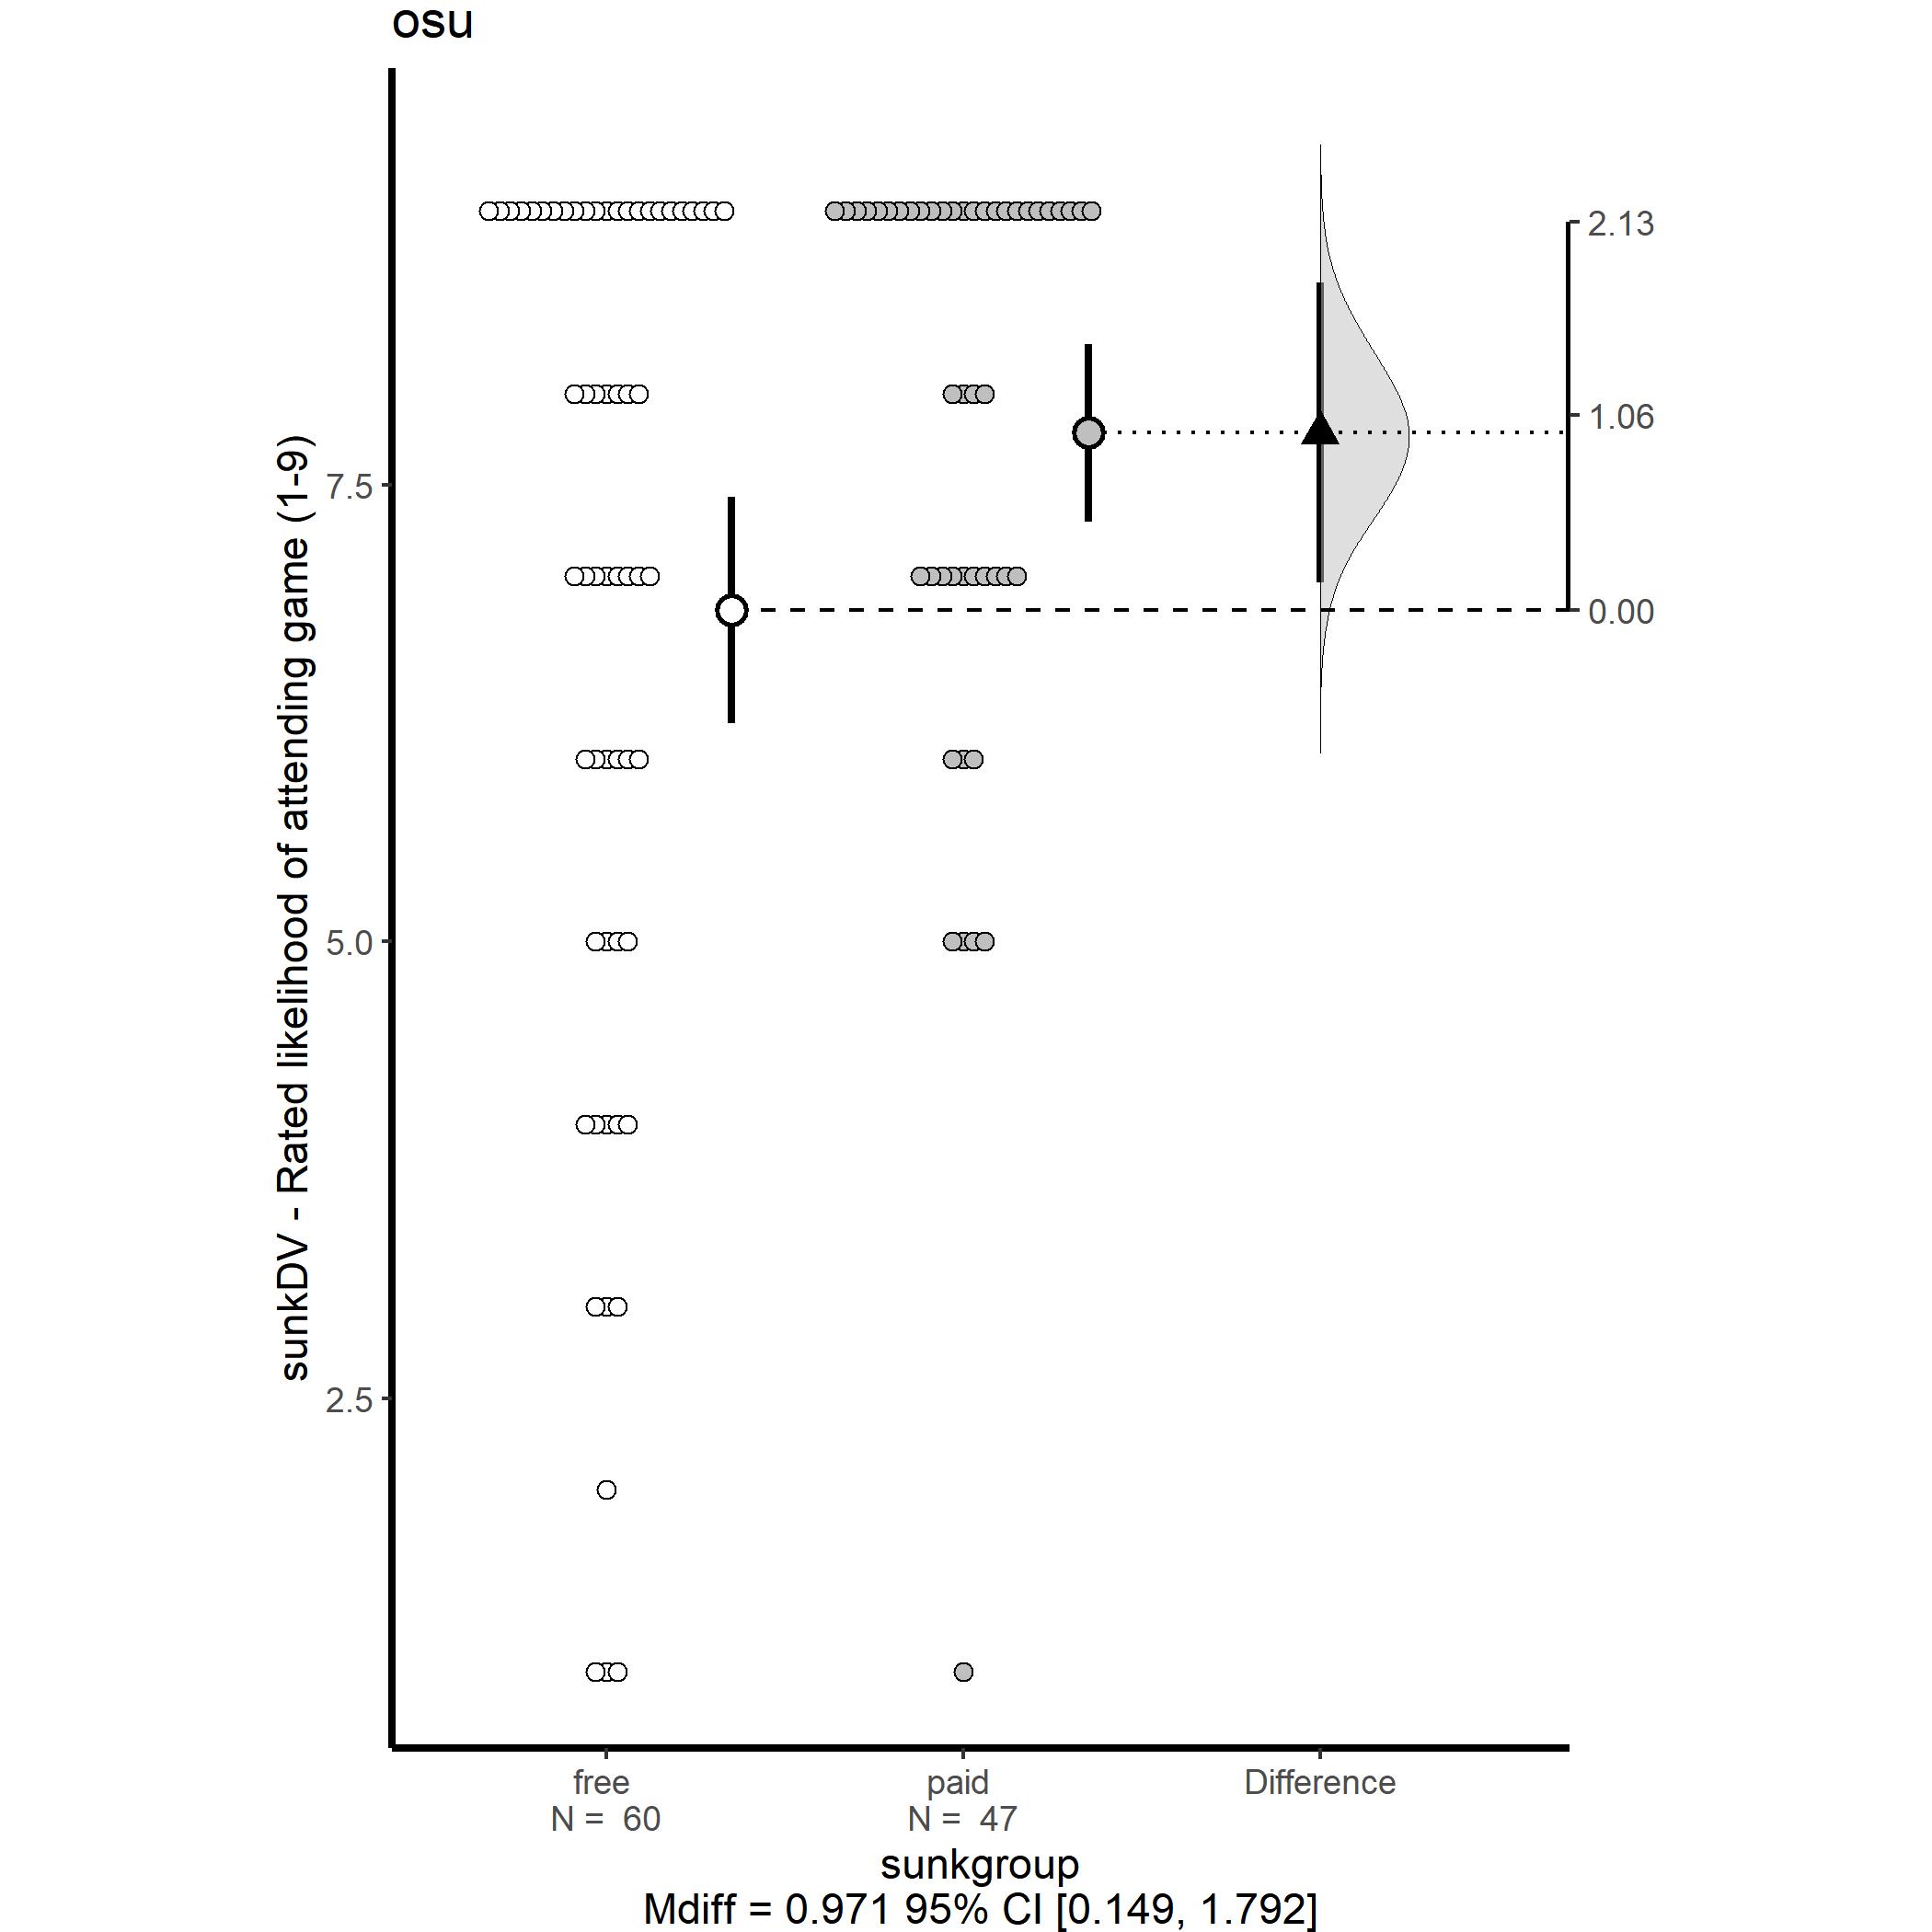 osu
sunkDV - Rated likelihood of attending game (1-9)
7.5
5.0
2.5
2.13
1.06
0.00
free
N =  60
paid
N =  47
Difference
sunkgroup
Mdiff = 0.971 95% CI [0.149, 1.792]